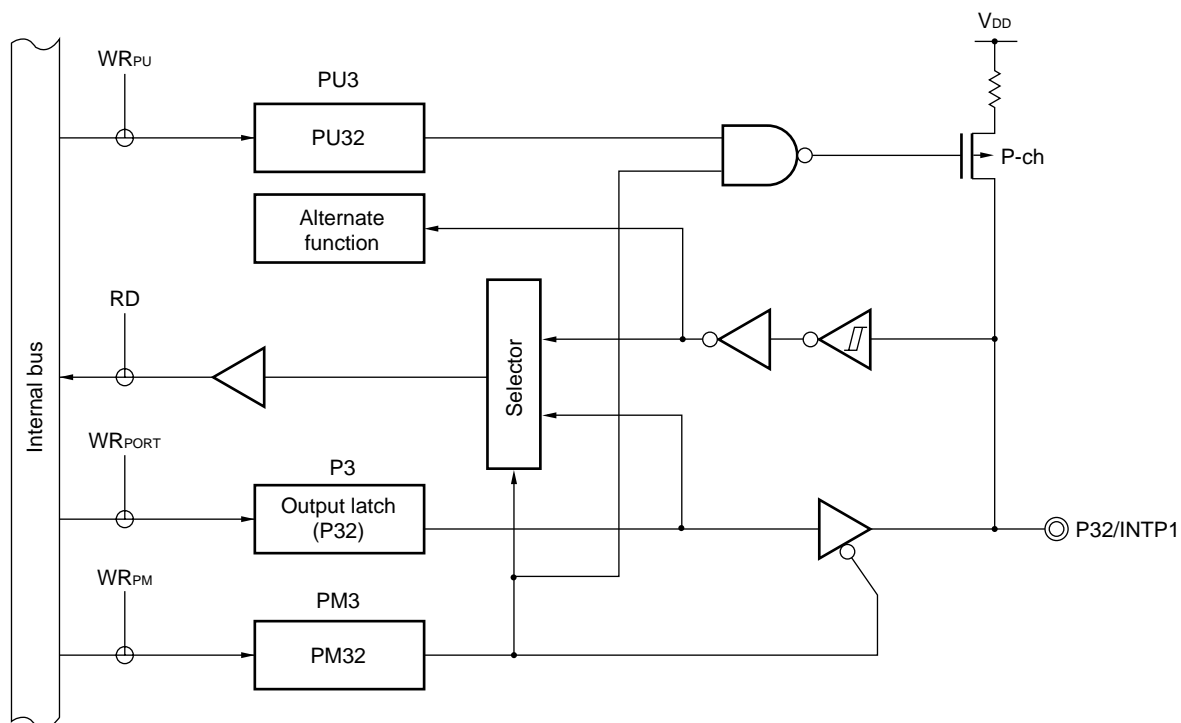 VDD
WRPU
PU3
PU32
P-ch
Alternate
function
RD
Selector
Internal bus
WRPORT
P3
Output latch
(P32)
P32/INTP1
WRPM
PM3
PM32